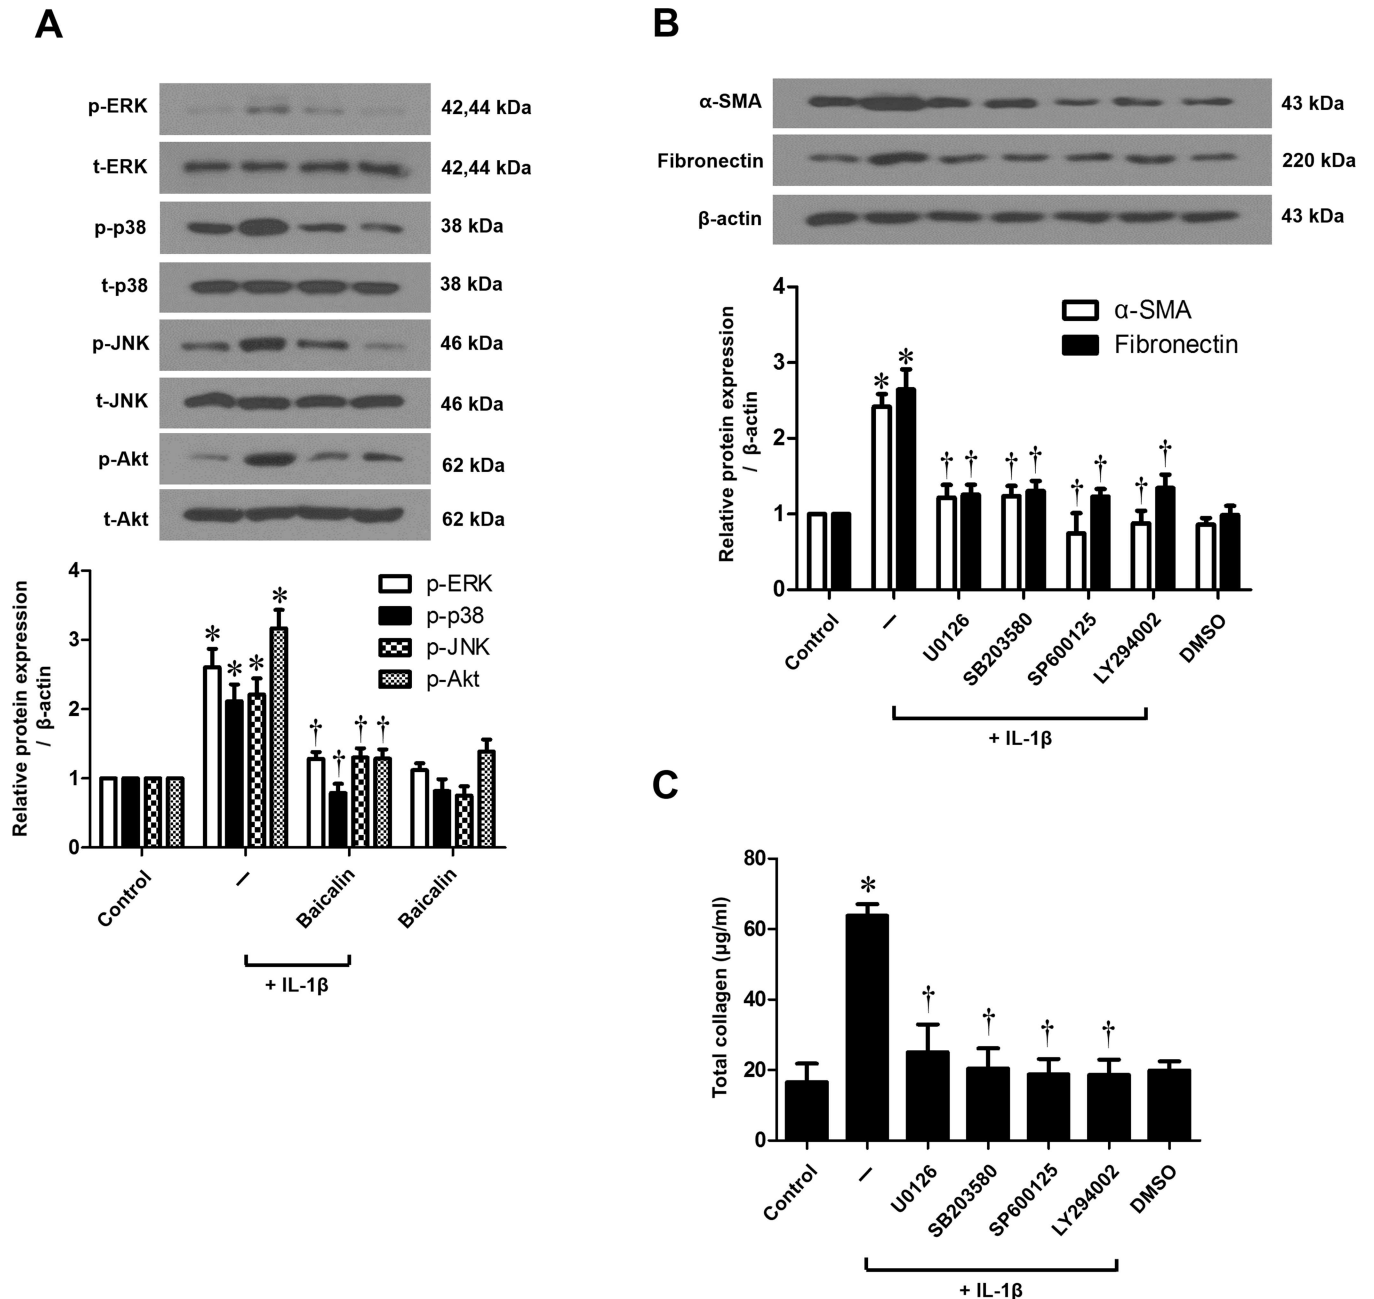 A
p-ERK 42,44 kDa
t-ERK 42,44 kDa
p-p38 38 kDa
t-p38 38 kDa
p-JNK 46 kDa
t-JNK 46 kDa
p-Akt 62 kDa
t-Akt 62 kDa
Relative protein expression
/ β-actin
4
3
2
1
0
p-ERK
p-p38
p-JNK
p-Akt
* * * *
† † † †
Control
–
Baicalin
Baicalin
+ IL-1β
B
α-SMA 43 kDa
Fibronectin 220 kDa
β-actin 43 kDa
Relative protein expression
/ β-actin
4
3
2
1
0
α-SMA
Fibronectin
* *
† † † † † † † †
Control
–
U0126
SB203580
SP600125
LY294002
DMSO
+ IL-1β
C
Total collagen (µg/ml)
80
60
40
20
0
*
† † † †
Control
–
U0126
SB203580
SP600125
LY294002
DMSO
+ IL-1β